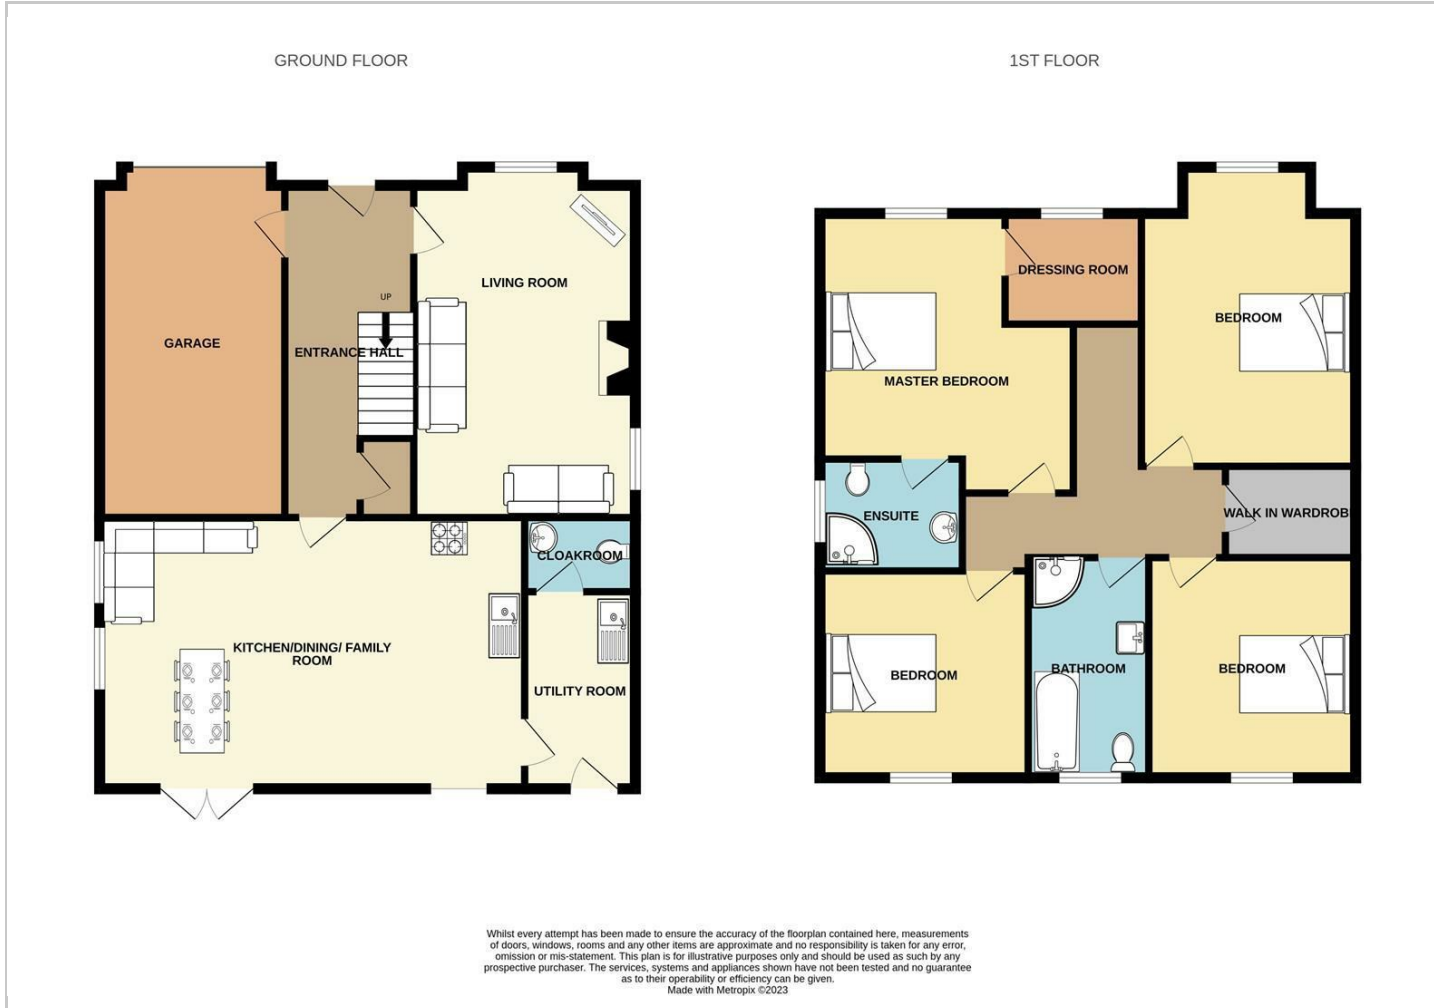 GROUND FLOOR
1ST FLOOR
GARAGE
UP
ENTRANCE HALL
LIVING ROOM
KITCHEN/DINING/ FAMILY
ROOM
CLOAKROOM
UTILITY ROOM
MASTER BEDROOM
DRESSING ROOM
BEDROOM
ENSUITE
WALK IN WARDROB
BEDROOM
BATHROOM
BEDROOM
Whilst every attempt has been made to ensure the accuracy of the floorplan contained here, measurements
of doors, windows, rooms and any other items are approximate and no responsibility is taken for any error,
omission or mis-statement. This plan is for illustrative purposes only and should be used as such by any
prospective purchaser. The services, systems and appliances shown have not been tested and no guarantee
as to their operability or efficiency can be given.
Made with Metropix ©2023